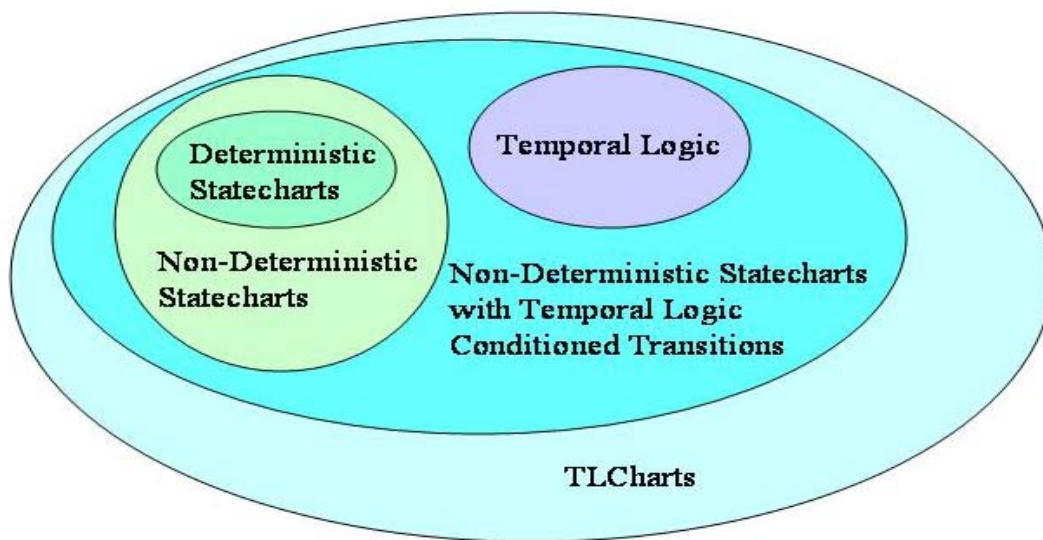 Deterministic
Statecharts
Temporal Logic
Non-Deterministic
Statecharts
Non-Deterministic Statecharts
with Temporal Logic
Conditioned Transitions
TLCharts